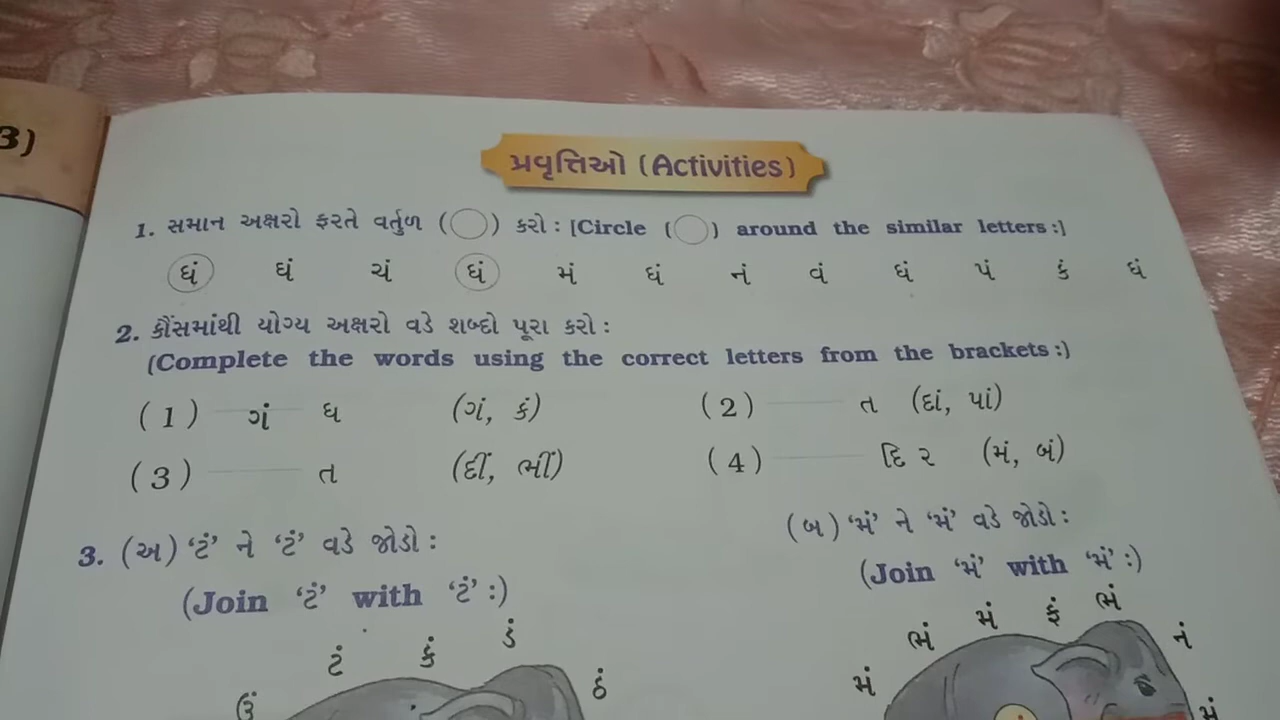 3)
પ્રવૃત્તિઓ (Activities)
1. સમાન અક્ષરો ફરતે વર્તુળ (◯) કરો : [Circle (◯) around the similar letters :]
ઘં ઘં ચં ઘં મં ઘં નં વં ઘં પં કં ઘં
2. કૌંસમાંથી યોગ્ય અક્ષરો વડે શબ્દો પૂરા કરો :
(Complete the words using the correct letters from the brackets :)
(1) ગં ધ (ગં, કં) (2) ત (દાં, પાં)
(3) ત (દીં, ભીં) (4) દિ ર (મં, બં)
3. (અ) ‘ટં’ ને ‘ટં’ વડે જોડો : (બ) ‘મં’ ને ‘મં’ વડે જોડો :
(Join ‘ટં’ with ‘ટં’ :) (Join ‘મં’ with ‘મં’ :)
ટં કં ડં ઠં
મં ભં મં ફં ભં નં